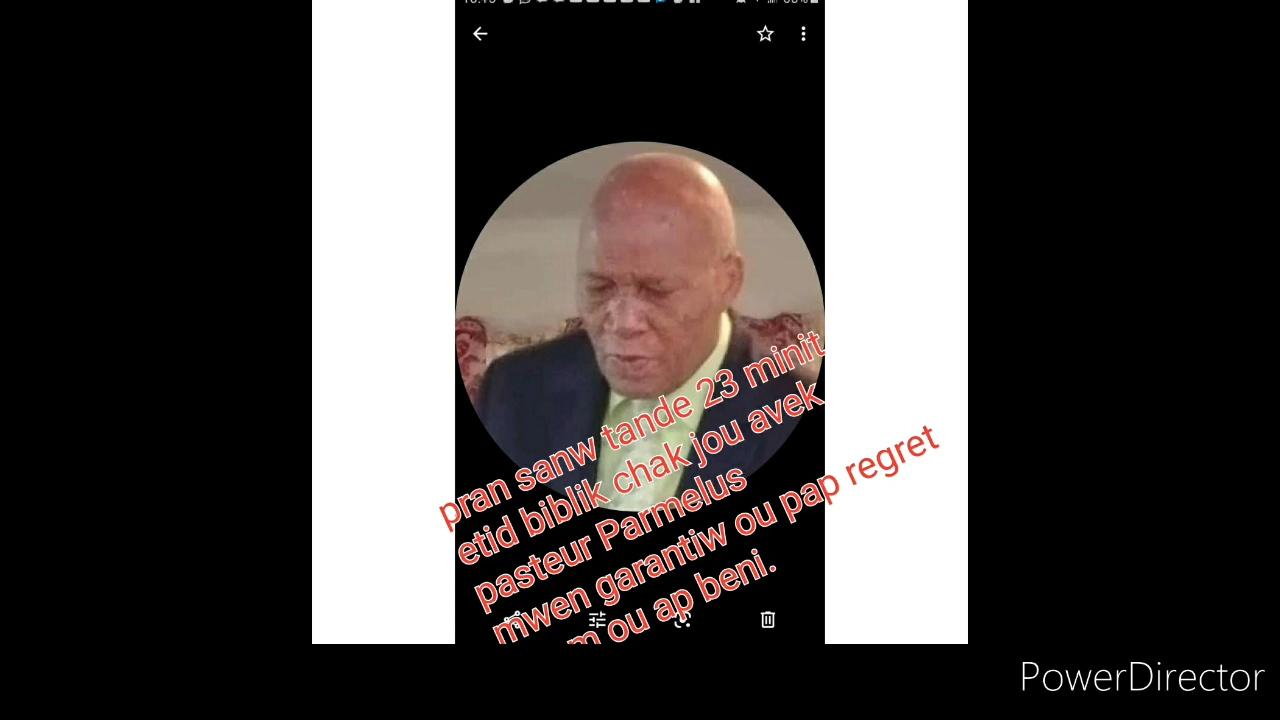 pran sanw tande 23 minit
etid biblik chak jou avek
pasteur Parmelus
mwen garantiw ou pap regret
m ou ap beni.
PowerDirector